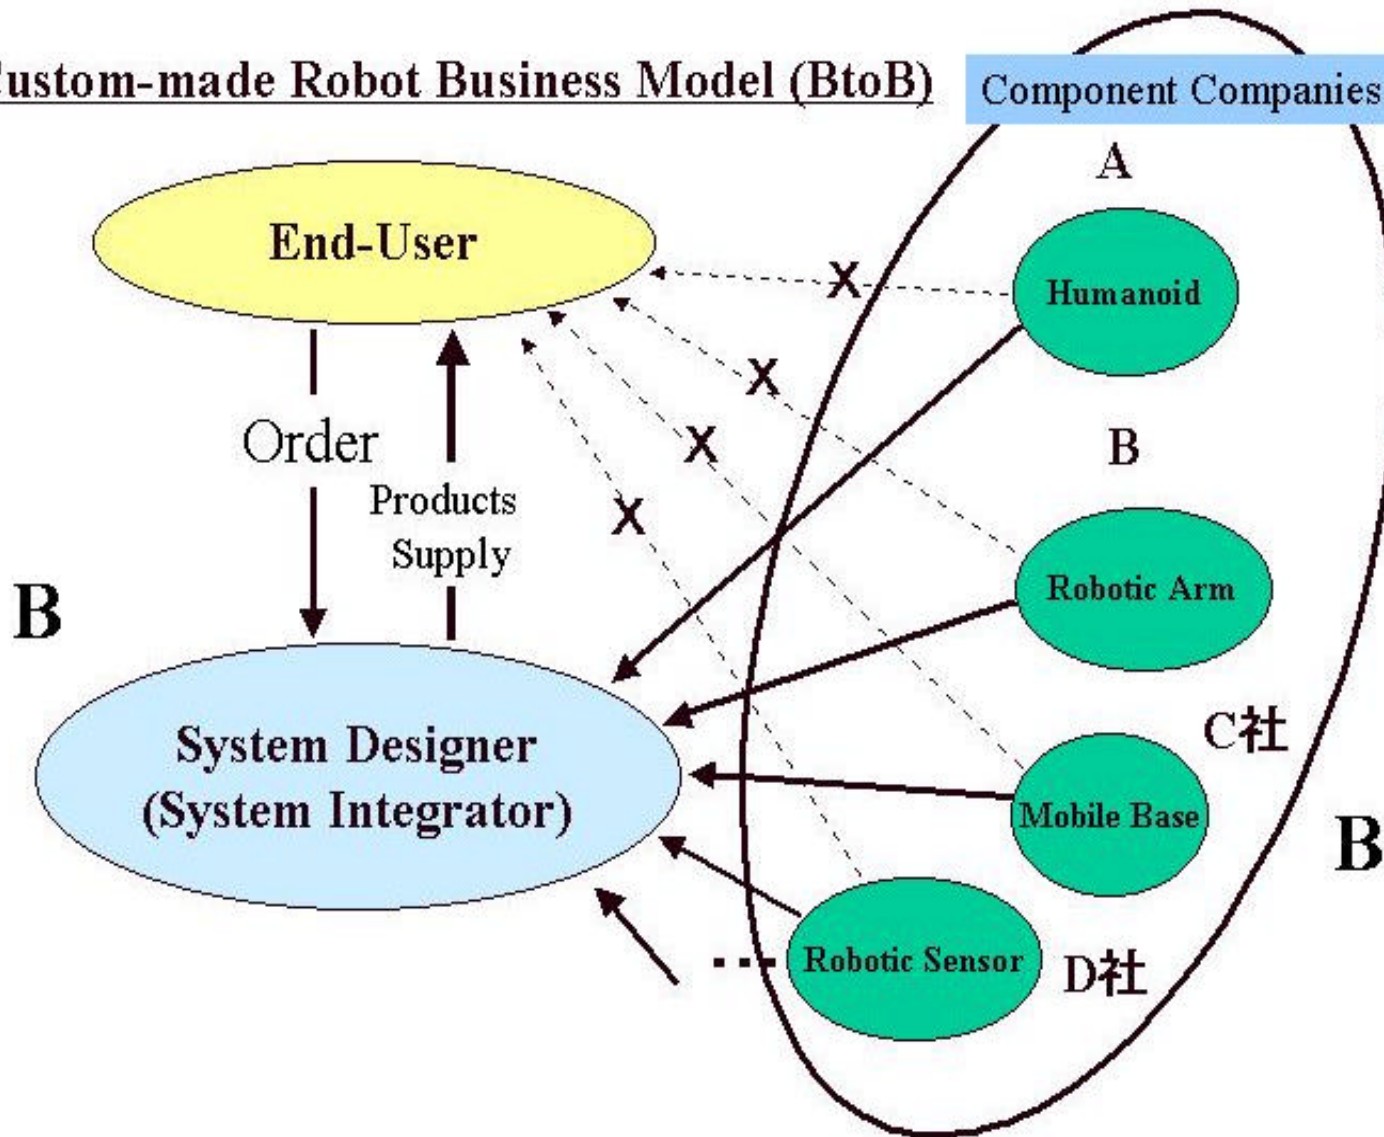 ustom-made Robot Business Model (BtoB)
Component Companies
A
End-User
X
Humanoid
X
B
Order
X
Products
Supply
X
B
Robotic Arm
C社
System Designer
(System Integrator)
Mobile Base
B
Robotic Sensor
D社